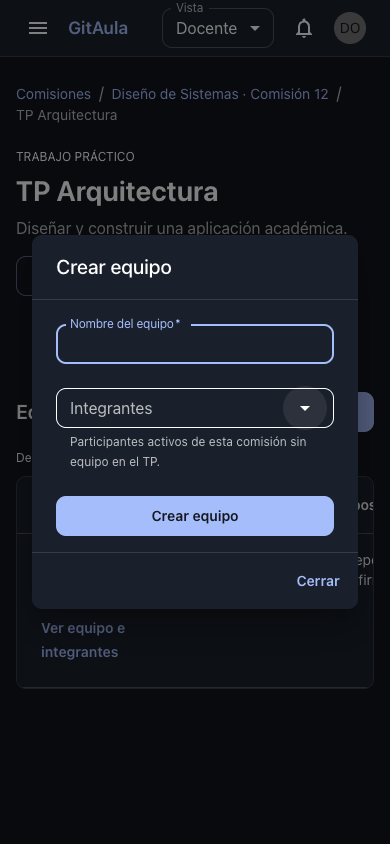 Vista
GitAula
Docente
DO
Comisiones / Diseño de Sistemas · Comisión 12 /
TP Arquitectura
TRABAJO PRÁCTICO
TP Arquitectura
Diseñar y construir una aplicación académica.
Crear equipo
Nombre del equipo *
Integrantes
Participantes activos de esta comisión sin
equipo en el TP.
Crear equipo
Cerrar
Ver equipo e
integrantes